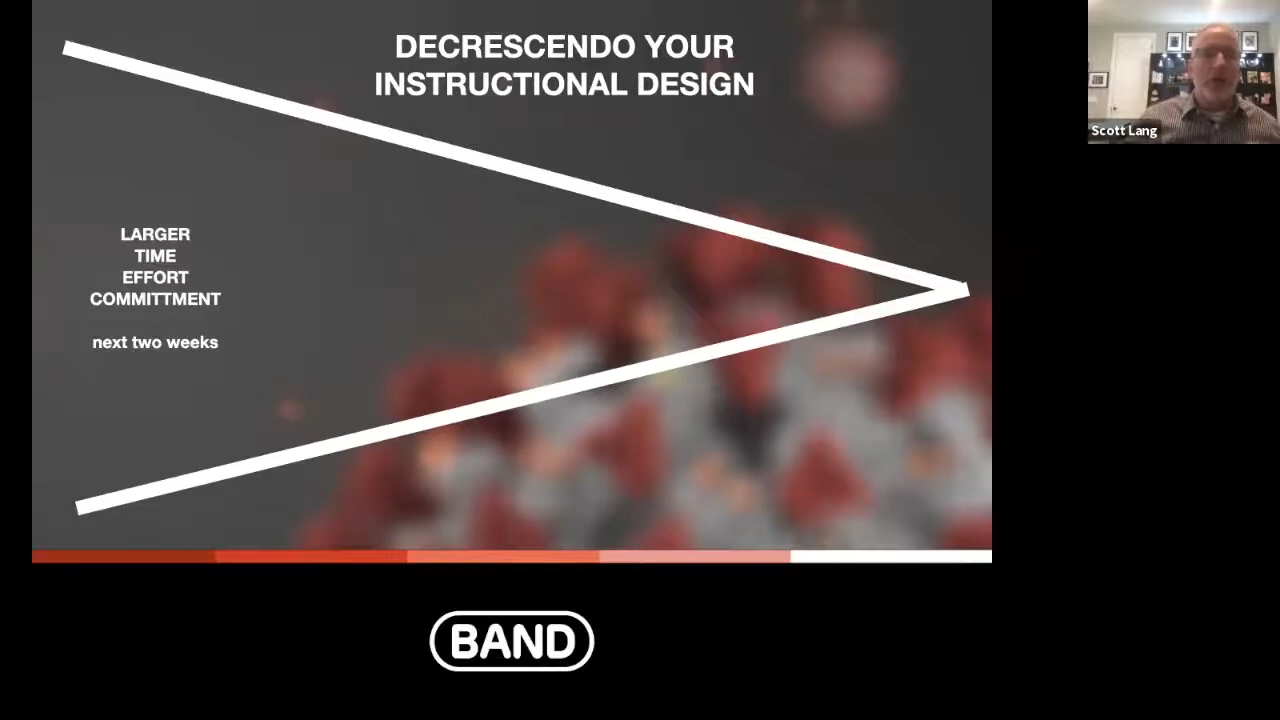 DECRESCENDO YOUR
INSTRUCTIONAL DESIGN
LARGER
TIME
EFFORT
COMMITTMENT
next two weeks
Scott Lang
BAND